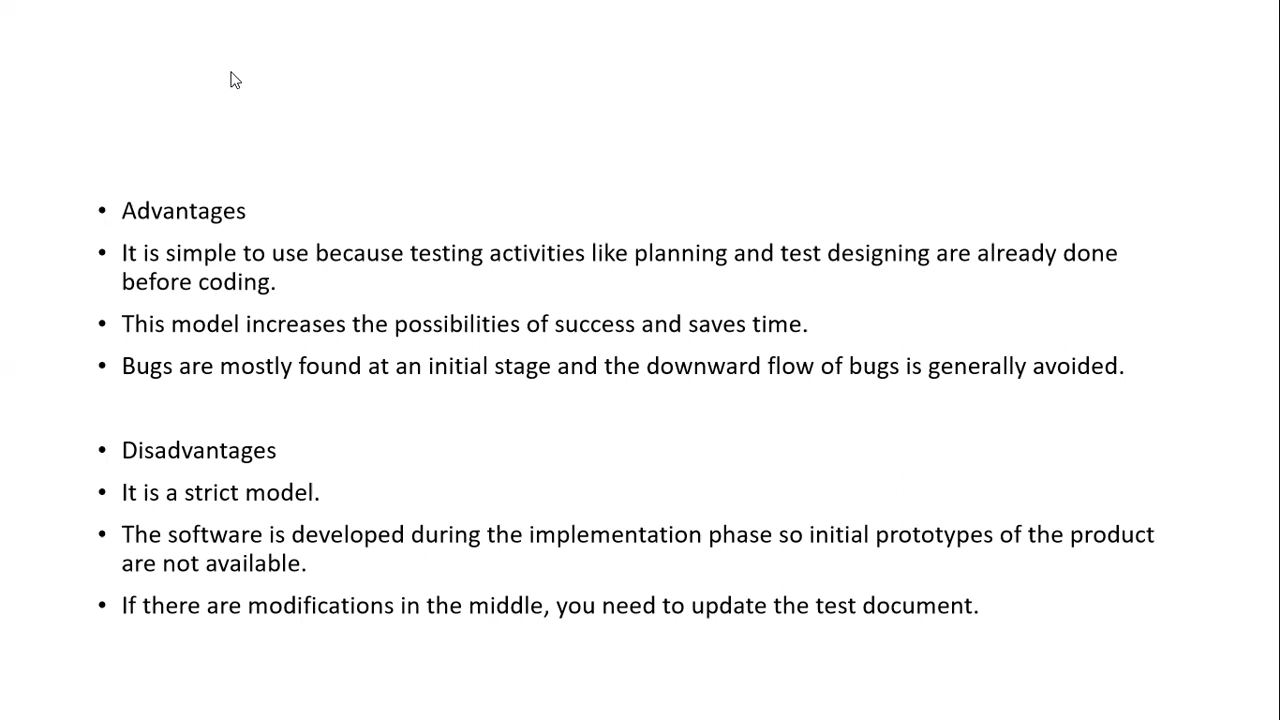 • Advantages
• It is simple to use because testing activities like planning and test designing are already done
before coding.
• This model increases the possibilities of success and saves time.
• Bugs are mostly found at an initial stage and the downward flow of bugs is generally avoided.
• Disadvantages
• It is a strict model.
• The software is developed during the implementation phase so initial prototypes of the product
are not available.
• If there are modifications in the middle, you need to update the test document.